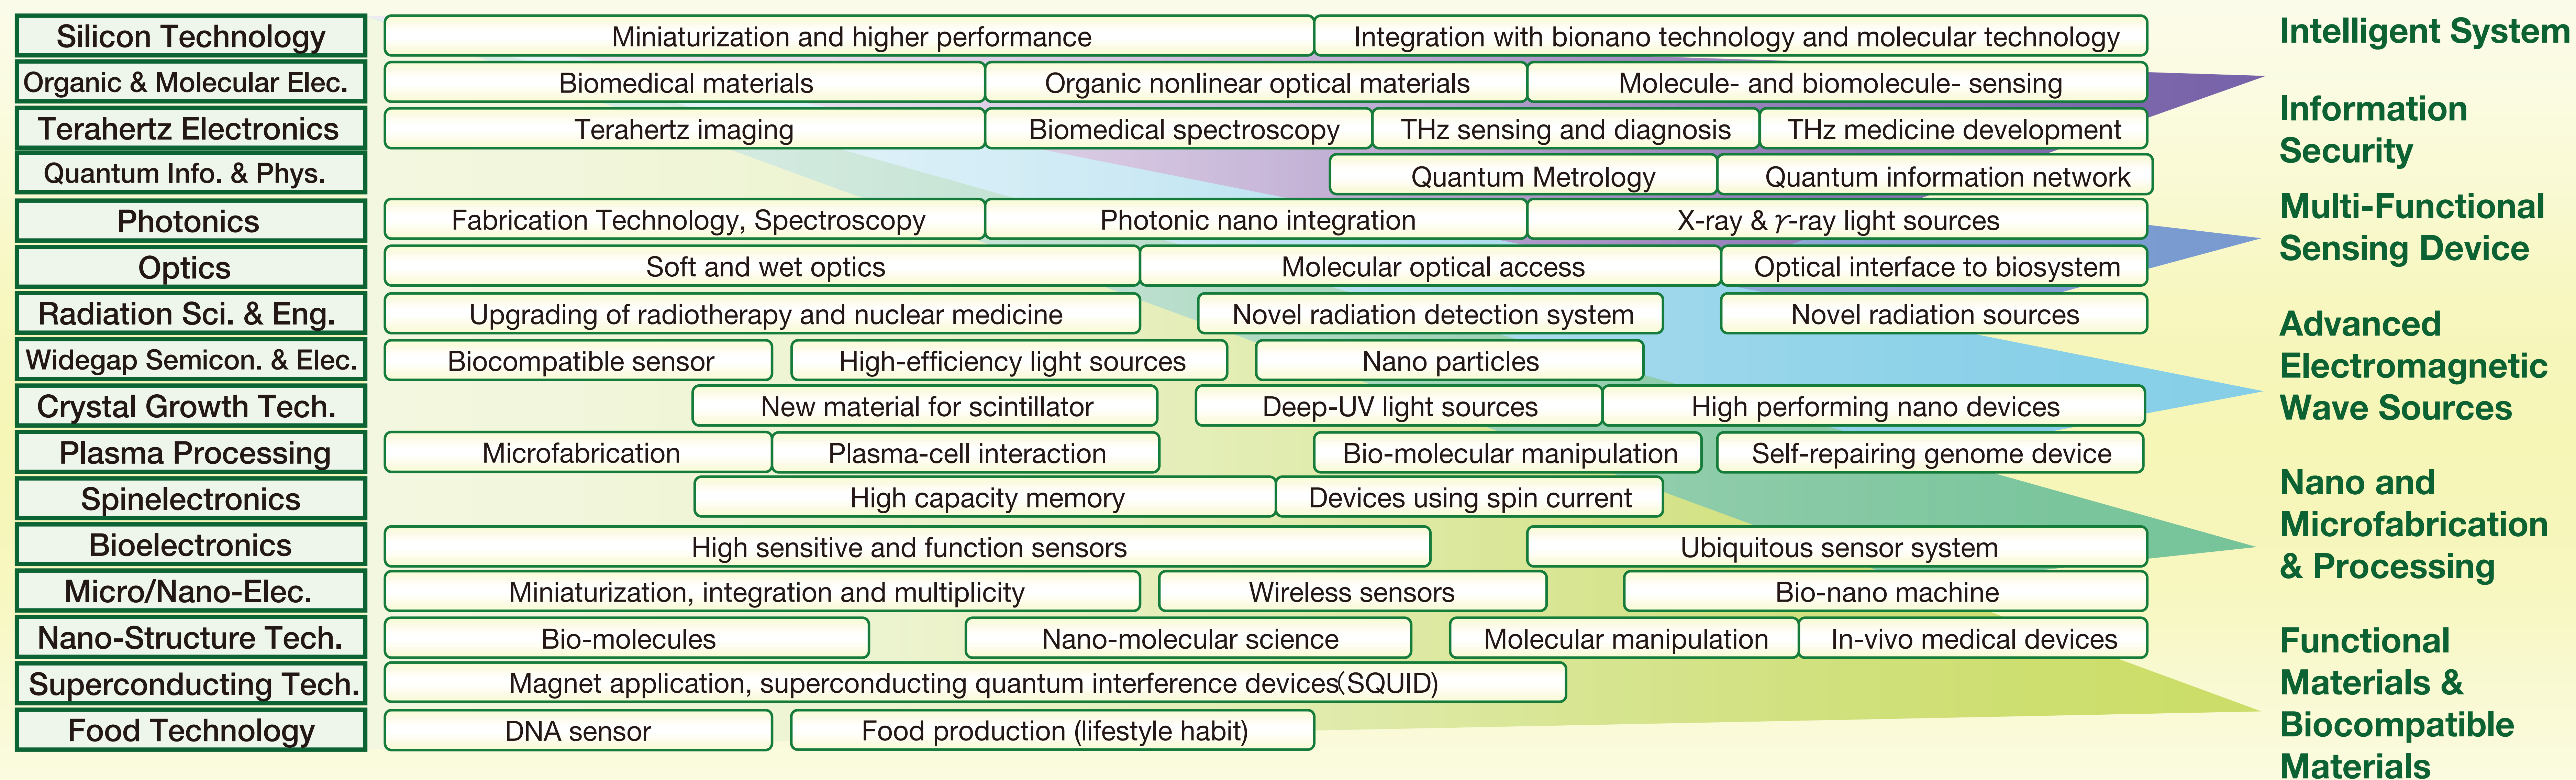 Silicon Technology
Miniaturization and higher performance
Integration with bionano technology and molecular technology
Intelligent System
Organic & Molecular Elec.
Biomedical materials
Organic nonlinear optical materials
Molecule- and biomolecule- sensing
Terahertz Electronics
Terahertz imaging
Biomedical spectroscopy
THz sensing and diagnosis
THz medicine development
Information
Security
Quantum Info. & Phys.
Quantum Metrology
Quantum information network
Photonics
Fabrication Technology, Spectroscopy
Photonic nano integration
X-ray & γ-ray light sources
Multi-Functional
Sensing Device
Optics
Soft and wet optics
Molecular optical access
Optical interface to biosystem
Radiation Sci. & Eng.
Upgrading of radiotherapy and nuclear medicine
Novel radiation detection system
Novel radiation sources
Advanced
Electromagnetic
Wave Sources
Widegap Semicon. & Elec.
Biocompatible sensor
High-efficiency light sources
Nano particles
Crystal Growth Tech.
New material for scintillator
Deep-UV light sources
High performing nano devices
Plasma Processing
Microfabrication
Plasma-cell interaction
Bio-molecular manipulation
Self-repairing genome device
Spinelectronics
High capacity memory
Devices using spin current
Nano and
Microfabrication
& Processing
Bioelectronics
High sensitive and function sensors
Ubiquitous sensor system
Micro/Nano-Elec.
Miniaturization, integration and multiplicity
Wireless sensors
Bio-nano machine
Nano-Structure Tech.
Bio-molecules
Nano-molecular science
Molecular manipulation
In-vivo medical devices
Functional
Materials &
Biocompatible
Materials
Superconducting Tech.
Magnet application, superconducting quantum interference devices(SQUID)
Food Technology
DNA sensor
Food production (lifestyle habit)